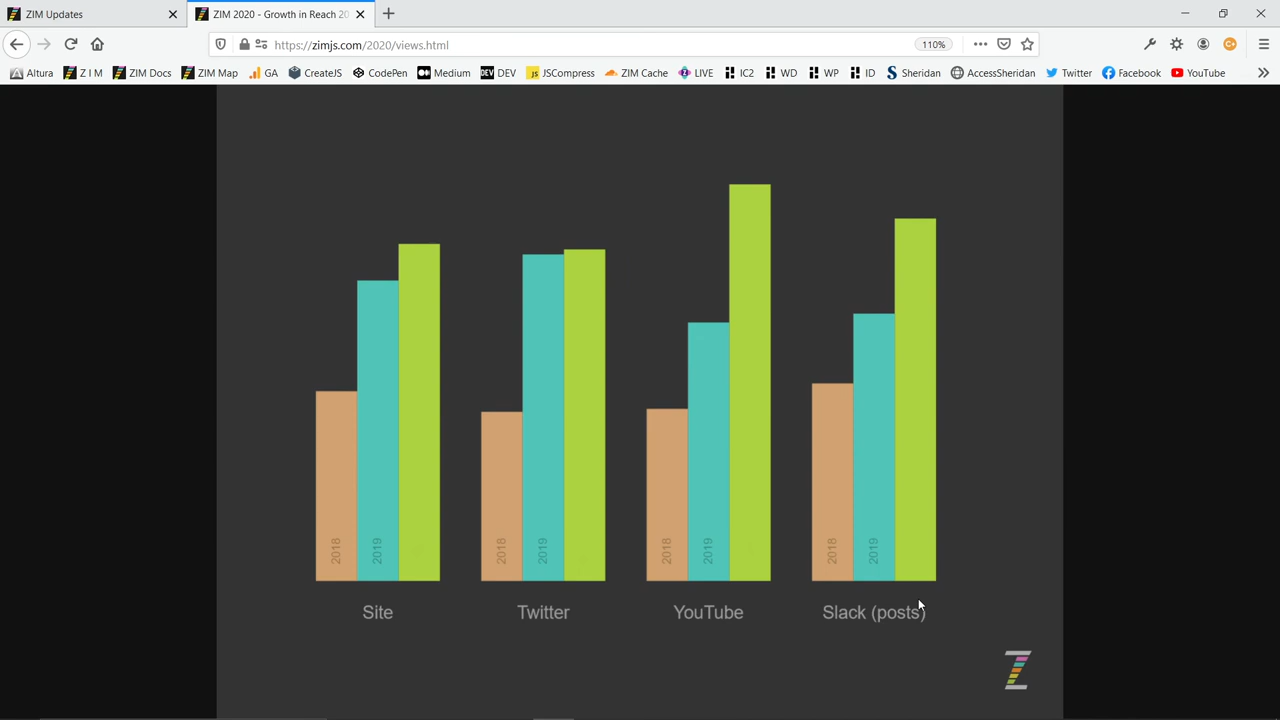 ZIM Updates
ZIM 2020 - Growth in Reach 20
https://zimjs.com/2020/views.html
110%
Altura
Z I M
ZIM Docs
ZIM Map
GA
CreateJS
CodePen
Medium
DEV
DEV
JSCompress
ZIM Cache
LIVE
IC2
WD
WP
ID
Sheridan
AccessSheridan
Twitter
Facebook
YouTube
2018
2019
2018
2019
2018
2019
2018
2019
Site
Twitter
YouTube
Slack (posts)